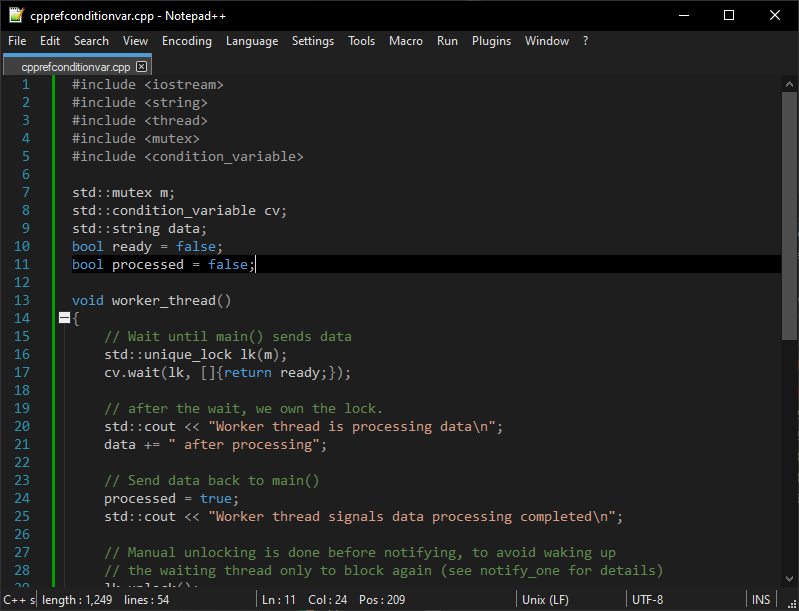 cpprefconditionvar.cpp - Notepad++
File Edit Search View Encoding Language Settings Tools Macro Run Plugins Window ?
cpprefconditionvar.cpp
1 #include <iostream>
2 #include <string>
3 #include <thread>
4 #include <mutex>
5 #include <condition_variable>
6
7 std::mutex m;
8 std::condition_variable cv;
9 std::string data;
10 bool ready = false;
11 bool processed = false;
12
13 void worker_thread()
14 {
15 // Wait until main() sends data
16 std::unique_lock lk(m);
17 cv.wait(lk, []{return ready;});
18
19 // after the wait, we own the lock.
20 std::cout << "Worker thread is processing data\n";
21 data += " after processing";
22
23 // Send data back to main()
24 processed = true;
25 std::cout << "Worker thread signals data processing completed\n";
26
27 // Manual unlocking is done before notifying, to avoid waking up
28 // the waiting thread only to block again (see notify_one for details)
29 lk.unlock();
C++ s length : 1,249 lines : 54 Ln : 11 Col : 24 Pos : 209 Unix (LF) UTF-8 INS